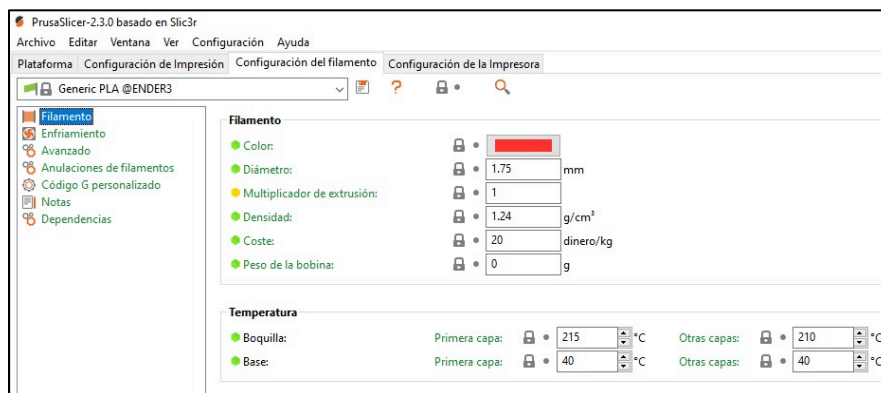 PrusaSlicer-2.3.0 basado en Slic3r
Archivo Editar Ventana Ver Configuración Ayuda
Plataforma Configuración de Impresión Configuración del filamento Configuración de la Impresora
Generic PLA @ENDER3 ?
Filamento
Enfriamiento
Avanzado
Anulaciones de filamentos
Código G personalizado
Notas
Dependencias
Filamento
Color:
Diámetro: 1.75 mm
Multiplicador de extrusión: 1
Densidad: 1.24 g/cm³
Coste: 20 dinero/kg
Peso de la bobina: 0 g
Temperatura
Boquilla: Primera capa: 215 °C Otras capas: 210 °C
Base: Primera capa: 40 °C Otras capas: 40 °C